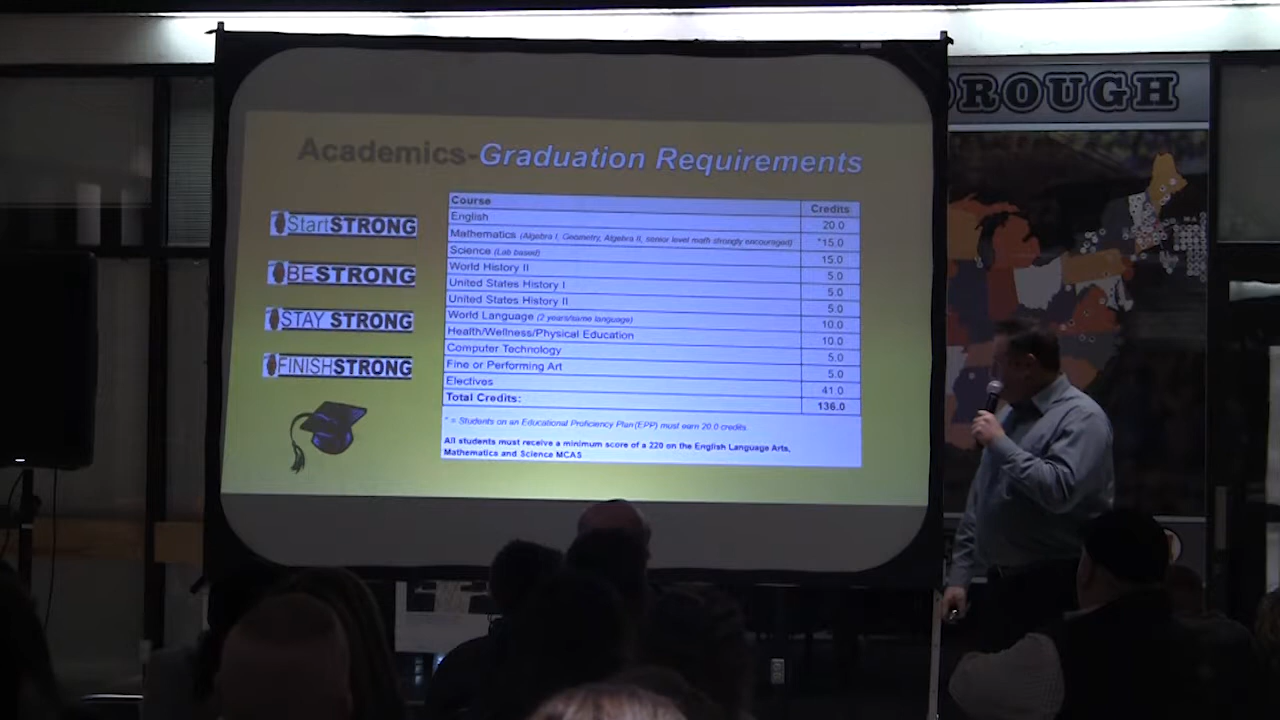 OROUGH
Academics-Graduation Requirements
StartSTRONG
BESTRONG
STAY STRONG
FINISHSTRONG
Course Credits
English 20.0
Mathematics (Algebra I, Geometry, Algebra II, senior level math strongly encouraged) *15.0
Science (Lab based) 15.0
World History II 5.0
United States History I 5.0
United States History II 5.0
World Language (2 years/same language) 10.0
Health/Wellness/Physical Education 10.0
Computer Technology 5.0
Fine or Performing Art 5.0
Electives 41.0
Total Credits: 136.0
* = Students on an Educational Proficiency Plan (EPP) must earn 20.0 credits
All students must receive a minimum score of a 220 on the English Language Arts,
Mathematics and Science MCAS